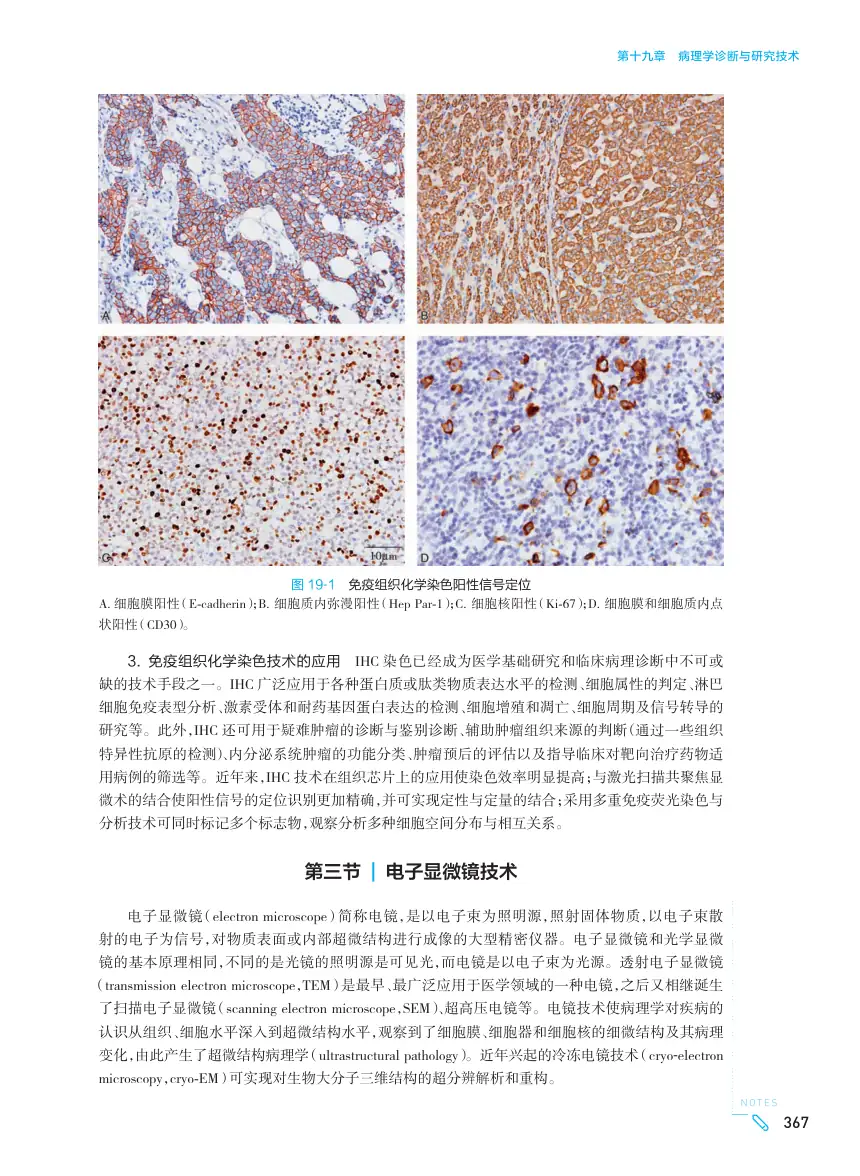 第十九章 病理学诊断与研究技术
A
B
C
10μm
D
图 19-1 免疫组织化学染色阳性信号定位
A. 细胞膜阳性（E-cadherin）；B. 细胞质内弥漫阳性（Hep Par-1）；C. 细胞核阳性（Ki-67）；D. 细胞膜和细胞质内点
状阳性（CD30）。
3. 免疫组织化学染色技术的应用 IHC 染色已经成为医学基础研究和临床病理诊断中不可或
缺的技术手段之一。IHC 广泛应用于各种蛋白质或肽类物质表达水平的检测、细胞属性的判定、淋巴
细胞免疫表型分析、激素受体和耐药基因蛋白表达的检测、细胞增殖和凋亡、细胞周期及信号转导的
研究等。此外，IHC 还可用于疑难肿瘤的诊断与鉴别诊断、辅助肿瘤组织来源的判断（通过一些组织
特异性抗原的检测）、内分泌系统肿瘤的功能分类、肿瘤预后的评估以及指导临床对靶向治疗药物适
用病例的筛选等。近年来，IHC 技术在组织芯片上的应用使染色效率明显提高；与激光扫描共聚焦显
微术的结合使阳性信号的定位识别更加精确，并可实现定性与定量的结合；采用多重免疫荧光染色与
分析技术可同时标记多个标志物，观察分析多种细胞空间分布与相互关系。
第三节 | 电子显微镜技术
电子显微镜（electron microscope）简称电镜，是以电子束为照明源，照射固体物质，以电子束散
射的电子为信号，对物质表面或内部超微结构进行成像的大型精密仪器。电子显微镜和光学显微
镜的基本原理相同，不同的是光镜的照明源是可见光，而电镜是以电子束为光源。透射电子显微镜
（transmission electron microscope，TEM）是最早、最广泛应用于医学领域的一种电镜，之后又相继诞生
了扫描电子显微镜（scanning electron microscope，SEM）、超高压电镜等。电镜技术使病理学对疾病的
认识从组织、细胞水平深入到超微结构水平，观察到了细胞膜、细胞器和细胞核的细微结构及其病理
变化，由此产生了超微结构病理学（ultrastructural pathology）。近年兴起的冷冻电镜技术（cryo-electron
microscopy，cryo-EM）可实现对生物大分子三维结构的超分辨解析和重构。
NOTES
367